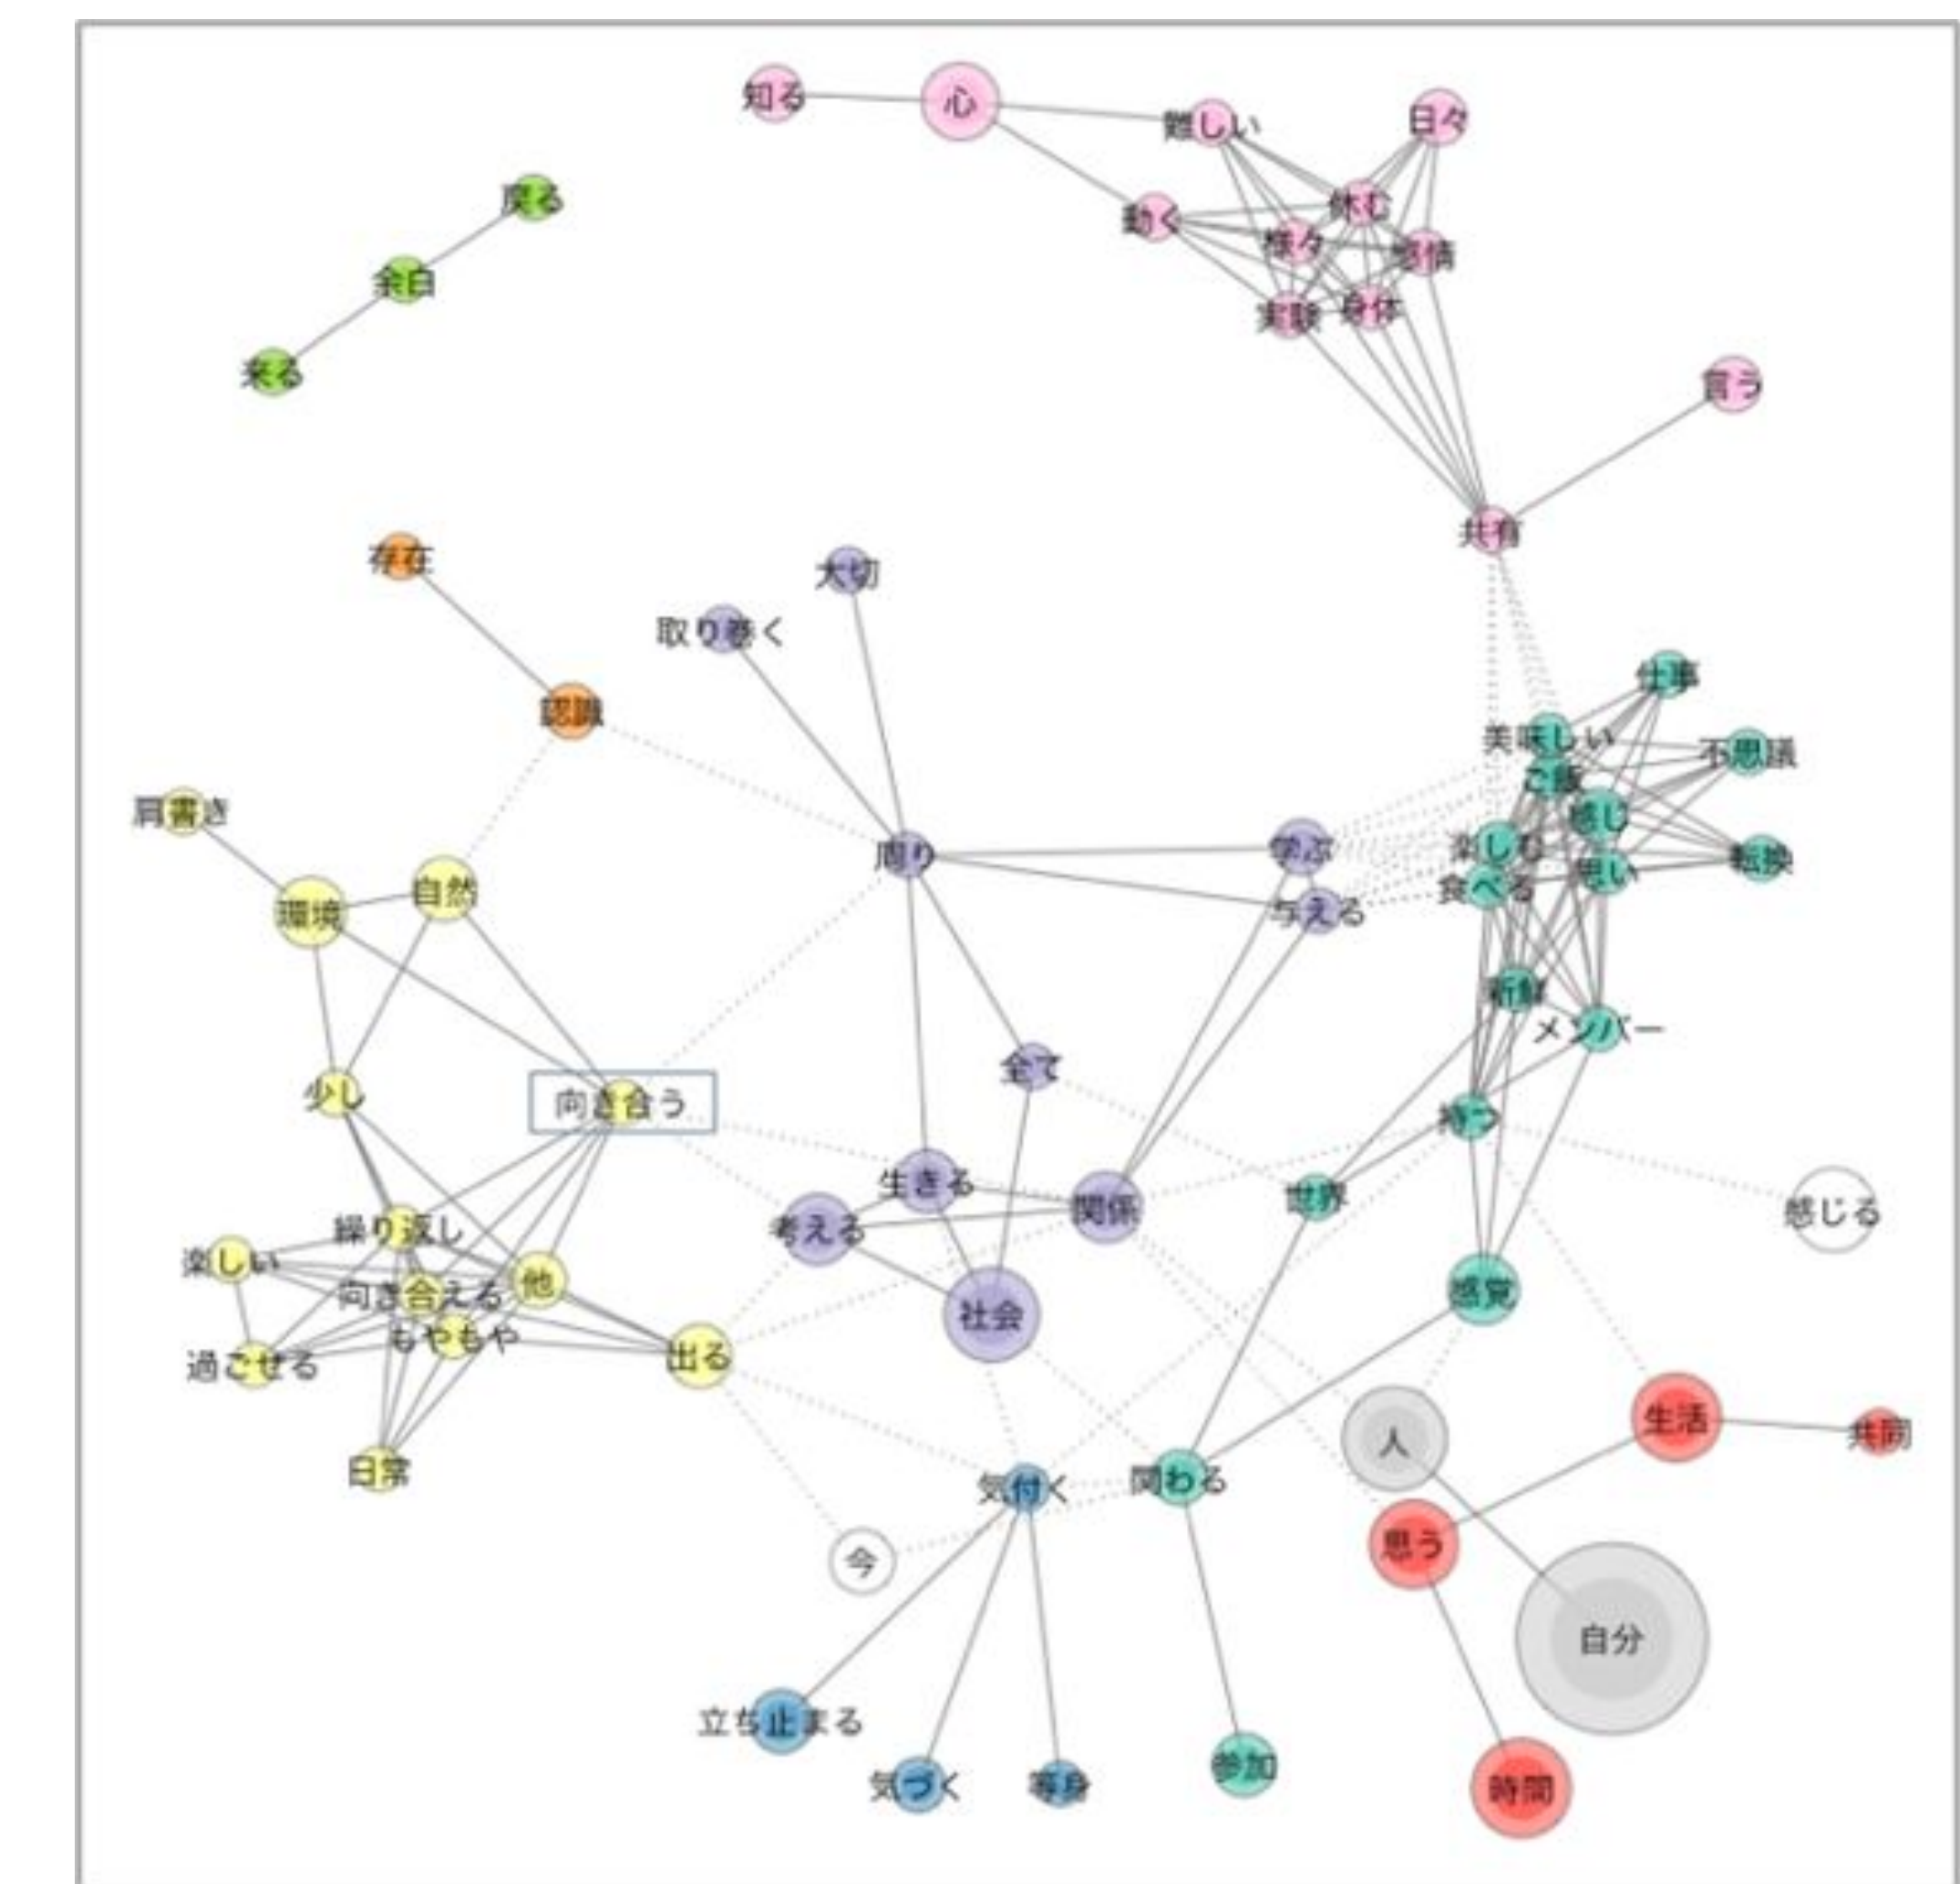 知る
心
難しい
日々
動く
休む
様々
感情
実験
身体
戻る
余白
来る
言う
共有
存在
大切
取り巻く
認識
仕事
美味しい
不思議
ご飯
感じ
肩書き
周り
学ぶ
楽しむ
転換
思い
食べる
自然
環境
与える
新鮮
メンバー
全て
少し
向き合う
持つ
生きる
考える
関係
世界
感じる
繰り返し
楽しい
向き合える
他
もやもや
過ごせる
出る
社会
感覚
日常
人
生活
共同
気付く
関わる
今
思う
自分
立ち止まる
気づく
等身
参加
時間